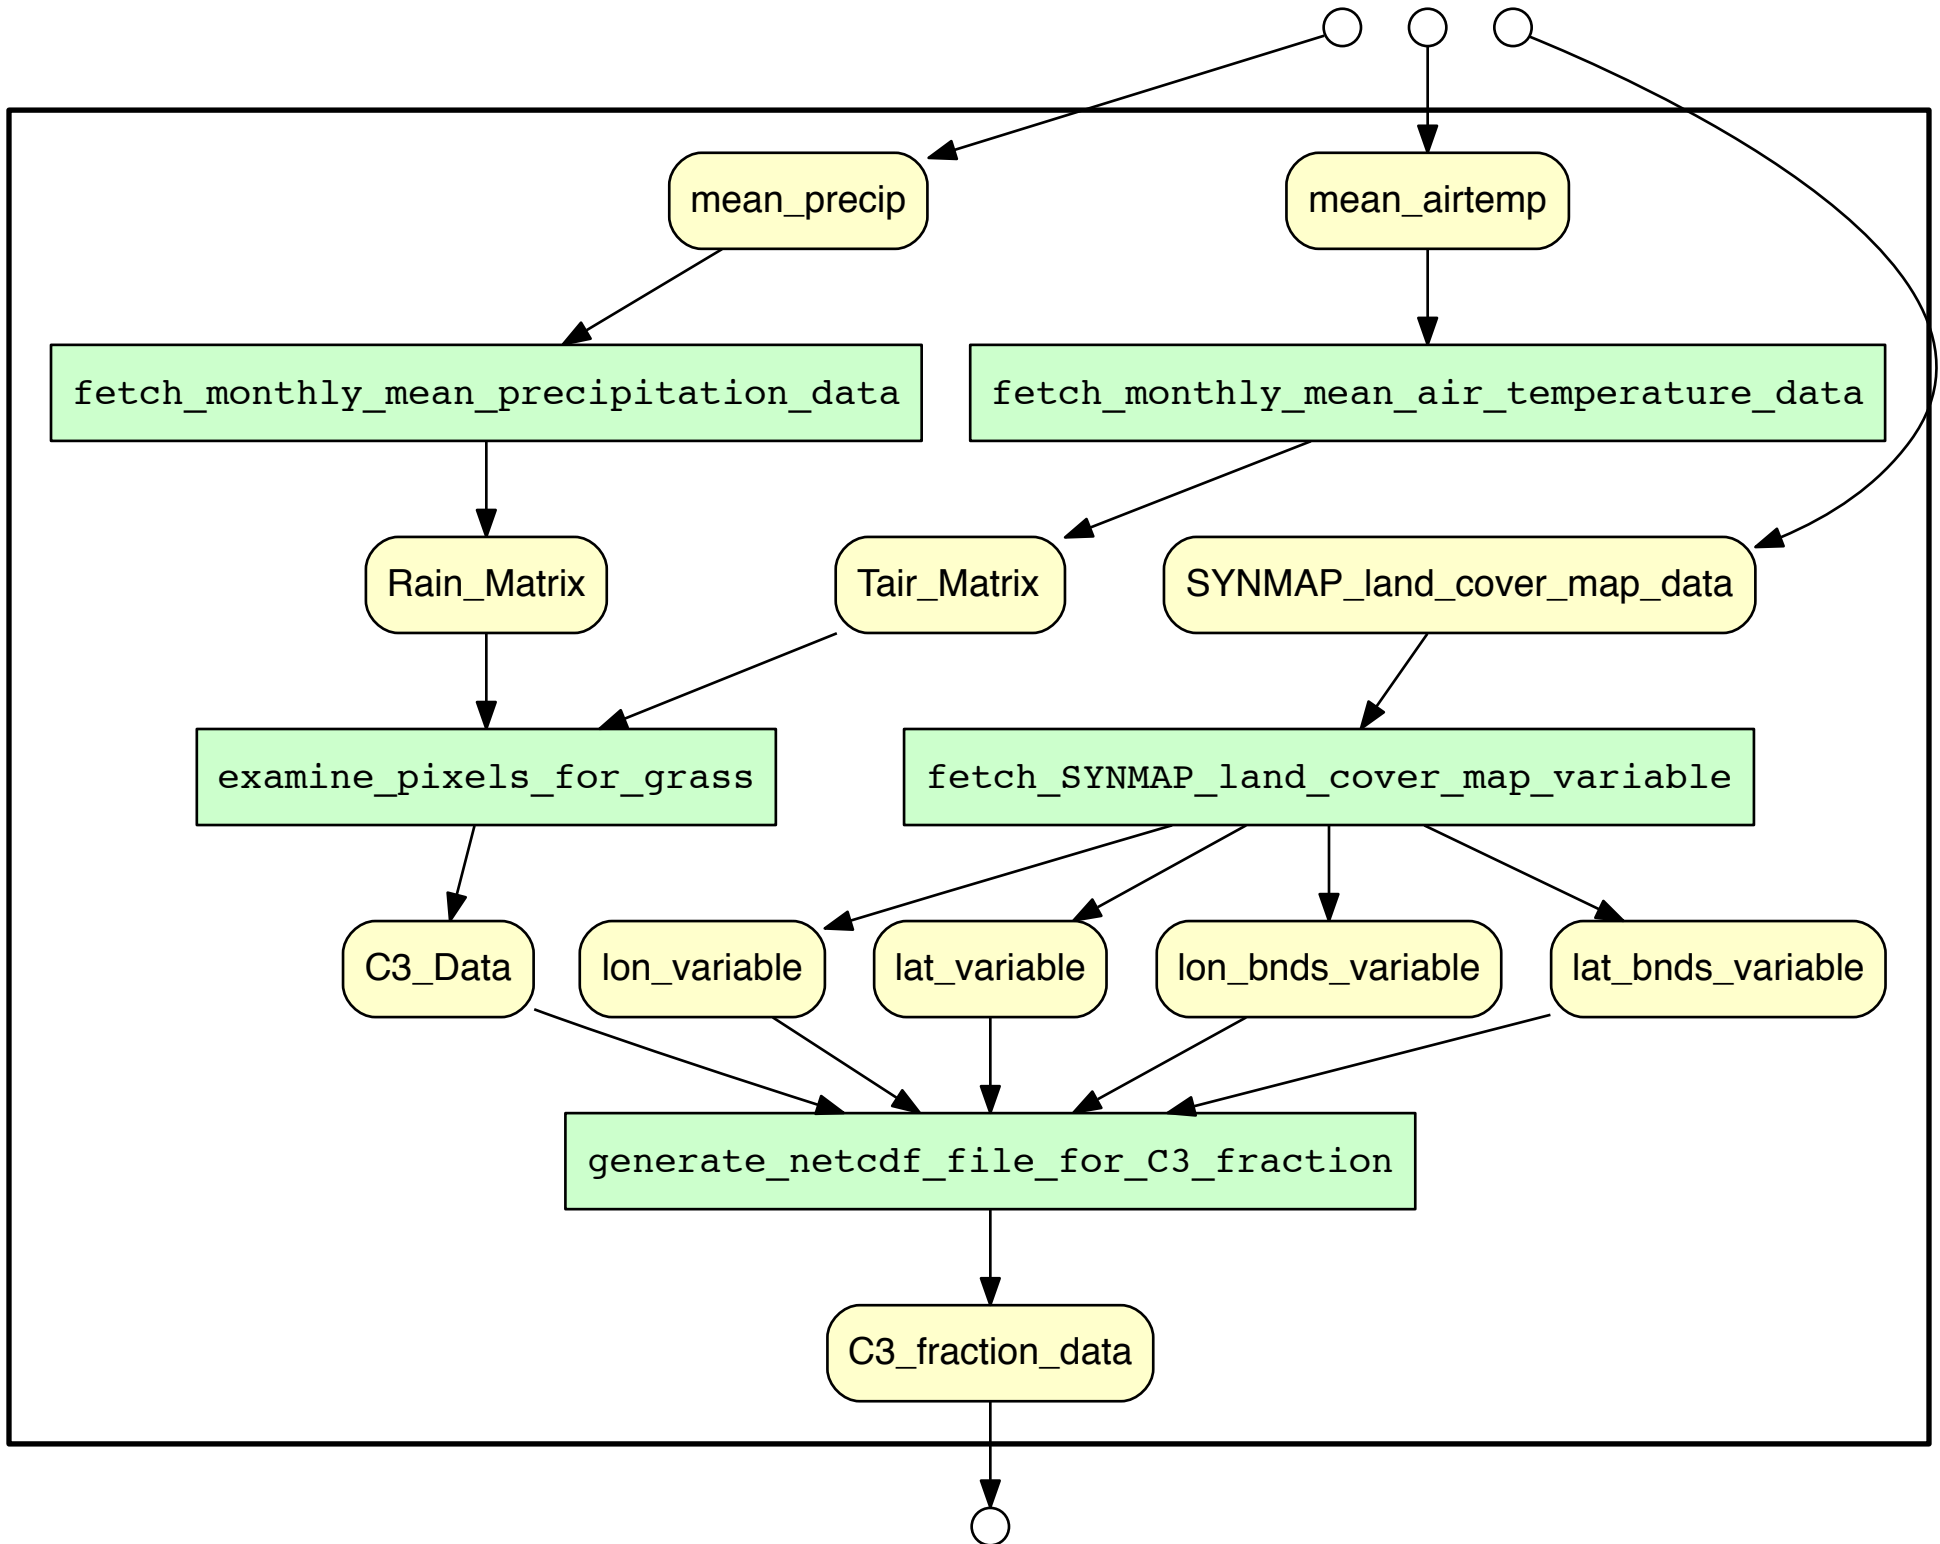 mean_precip
mean_airtemp
fetch_monthly_mean_precipitation_data
fetch_monthly_mean_air_temperature_data
Rain_Matrix
Tair_Matrix
SYNMAP_land_cover_map_data
examine_pixels_for_grass
fetch_SYNMAP_land_cover_map_variable
C3_Data
lon_variable
lat_variable
lon_bnds_variable
lat_bnds_variable
generate_netcdf_file_for_C3_fraction
C3_fraction_data